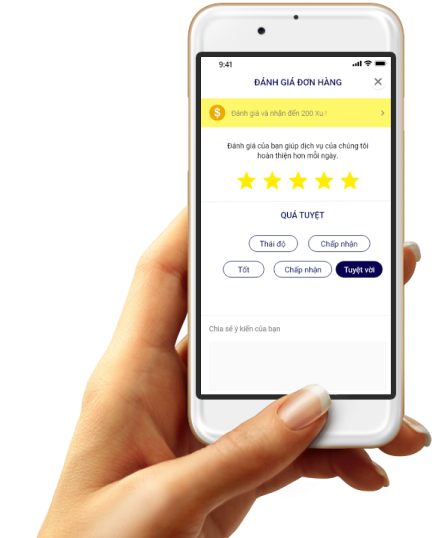 9:41
ĐÁNH GIÁ ĐƠN HÀNG
Đánh giá và nhận đến 200 Xu !
Đánh giá của bạn giúp dịch vụ của chúng tôi
hoàn thiện hơn mỗi ngày.
QUÁ TUYỆT
Thái độ Chấp nhận
Tốt Chấp nhận Tuyệt vời
Chia sẻ ý kiến của bạn